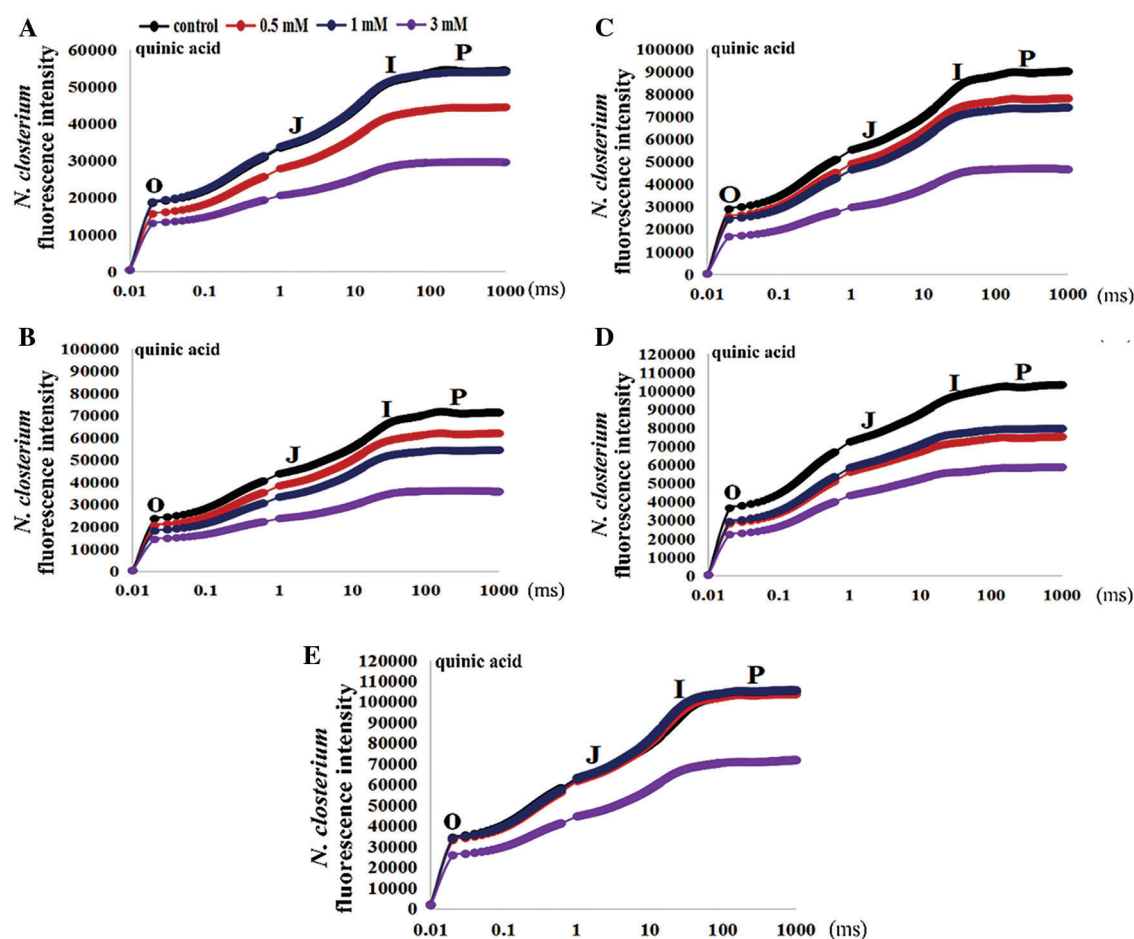 A
control 0.5 mM 1 mM 3 mM
quinic acid
N. closterium
fluorescence intensity
60000
50000
40000
30000
20000
10000
0
O
J
I
P
0.01 0.1 1 10 100 1000 (ms)
C
quinic acid
N. closterium
fluorescence intensity
100000
90000
80000
70000
60000
50000
40000
30000
20000
10000
0
O
J
I
P
0.01 0.1 1 10 100 1000 (ms)
B
quinic acid
N. closterium
fluorescence intensity
100000
90000
80000
70000
60000
50000
40000
30000
20000
10000
0
O
J
I
P
0.01 0.1 1 10 100 1000 (ms)
D
quinic acid
N. closterium
fluorescence intensity
120000
110000
100000
90000
80000
70000
60000
50000
40000
30000
20000
10000
0
O
J
I
P
0.01 0.1 1 10 100 1000 (ms)
E
quinic acid
N. closterium
fluorescence intensity
120000
110000
100000
90000
80000
70000
60000
50000
40000
30000
20000
10000
0
O
J
I
P
0.01 0.1 1 10 100 1000 (ms)